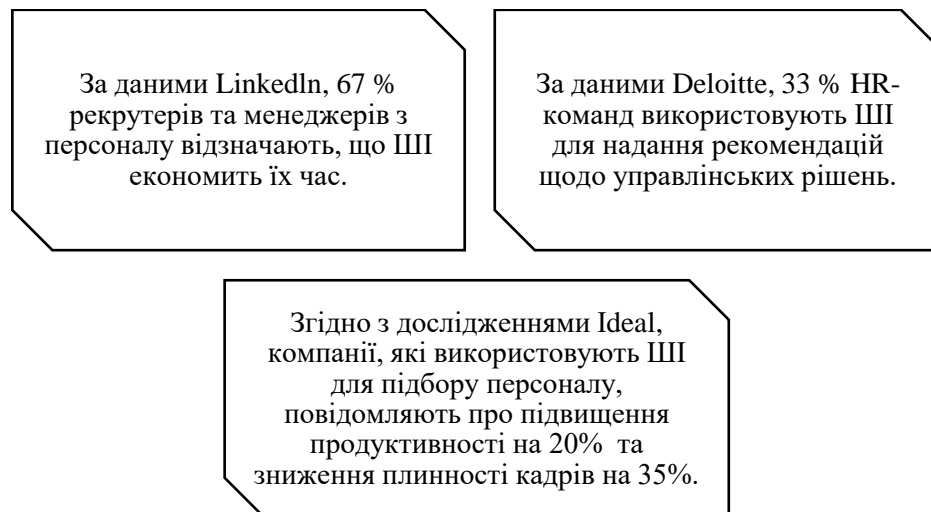 За даними LinkedIn, 67 %
рекрутерів та менеджерів з
персоналу відзначають, що ШІ
економить їх час.
За даними Deloitte, 33 % HR-
команд використовують ШІ
для надання рекомендацій
щодо управлінських рішень.
Згідно з дослідженнями Ideal,
компанії, які використовують ШІ
для підбору персоналу,
повідомляють про підвищення
продуктивності на 20%  та
зниження плинності кадрів на 35%.